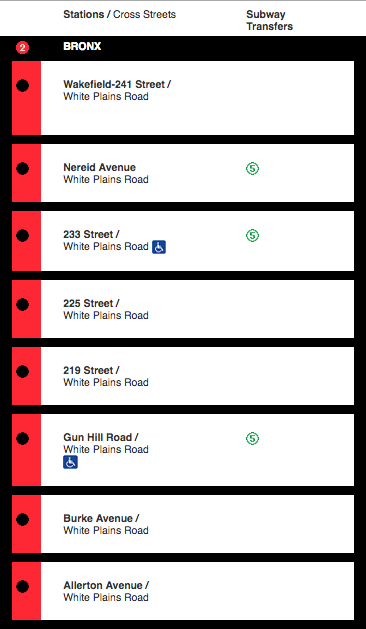 Stations / Cross Streets
Subway
Transfers
2 BRONX
Wakefield-241 Street /
White Plains Road
Nereid Avenue 5
White Plains Road
233 Street / 5
White Plains Road
225 Street /
White Plains Road
219 Street /
White Plains Road
Gun Hill Road / 5
White Plains Road
Burke Avenue /
White Plains Road
Allerton Avenue /
White Plains Road